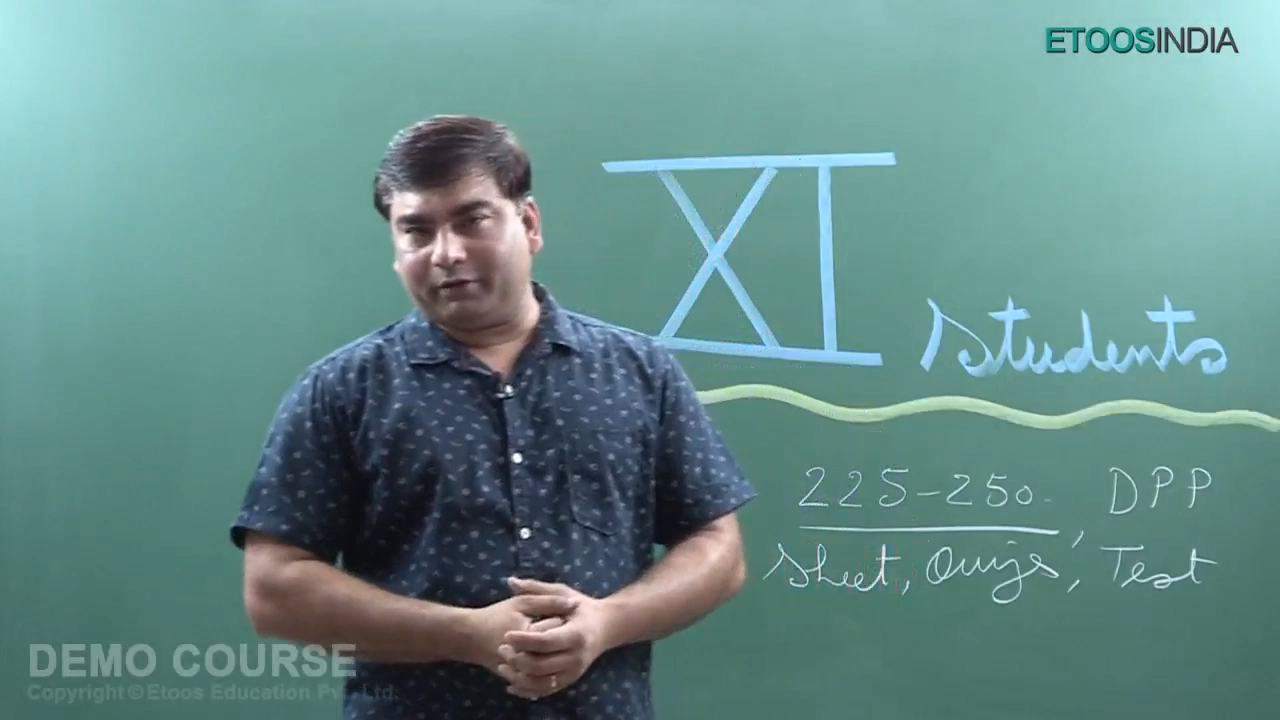 ETOOSINDIA
XI
Students
225-250, DPP
Sheet, Quizs, Test
DEMO COURSE
Copyright © Etoos Education Pvt. Ltd.